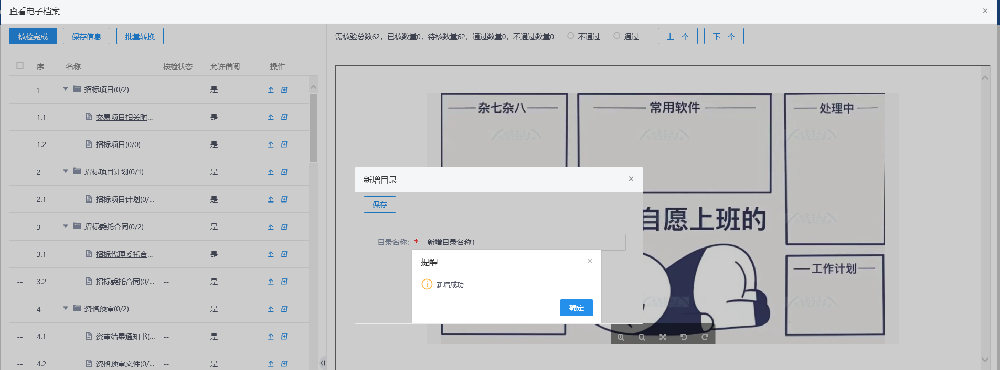 查看电子档案
核检完成 保存信息 批量转换
需核验总数62，已核数量0，待核数量62，通过数量0，不通过数量0 不通过 通过 上一个 下一个
序 名称 核检状态 允许借阅 操作
-- 1 招标项目(0/2) -- 是
-- 1.1 交易项目相关附... -- 是
-- 1.2 招标项目(0/0) -- 是
-- 2 招标项目计划(0/1) -- 是
-- 2.1 招标项目计划(0/... -- 是
-- 3 招标委托合同(0/2) -- 是
-- 3.1 招标代理委托合... -- 是
-- 3.2 招标委托合同(0/... -- 是
-- 4 资格预审(0/2) -- 是
-- 4.1 资审结果通知书(... -- 是
-- 4.2 资格预审文件(0/... -- 是
杂七杂八
常用软件
处理中
自愿上班的
工作计划
新增目录
保存
目录名称： * 新增目录名称1
提醒
新增成功
确定